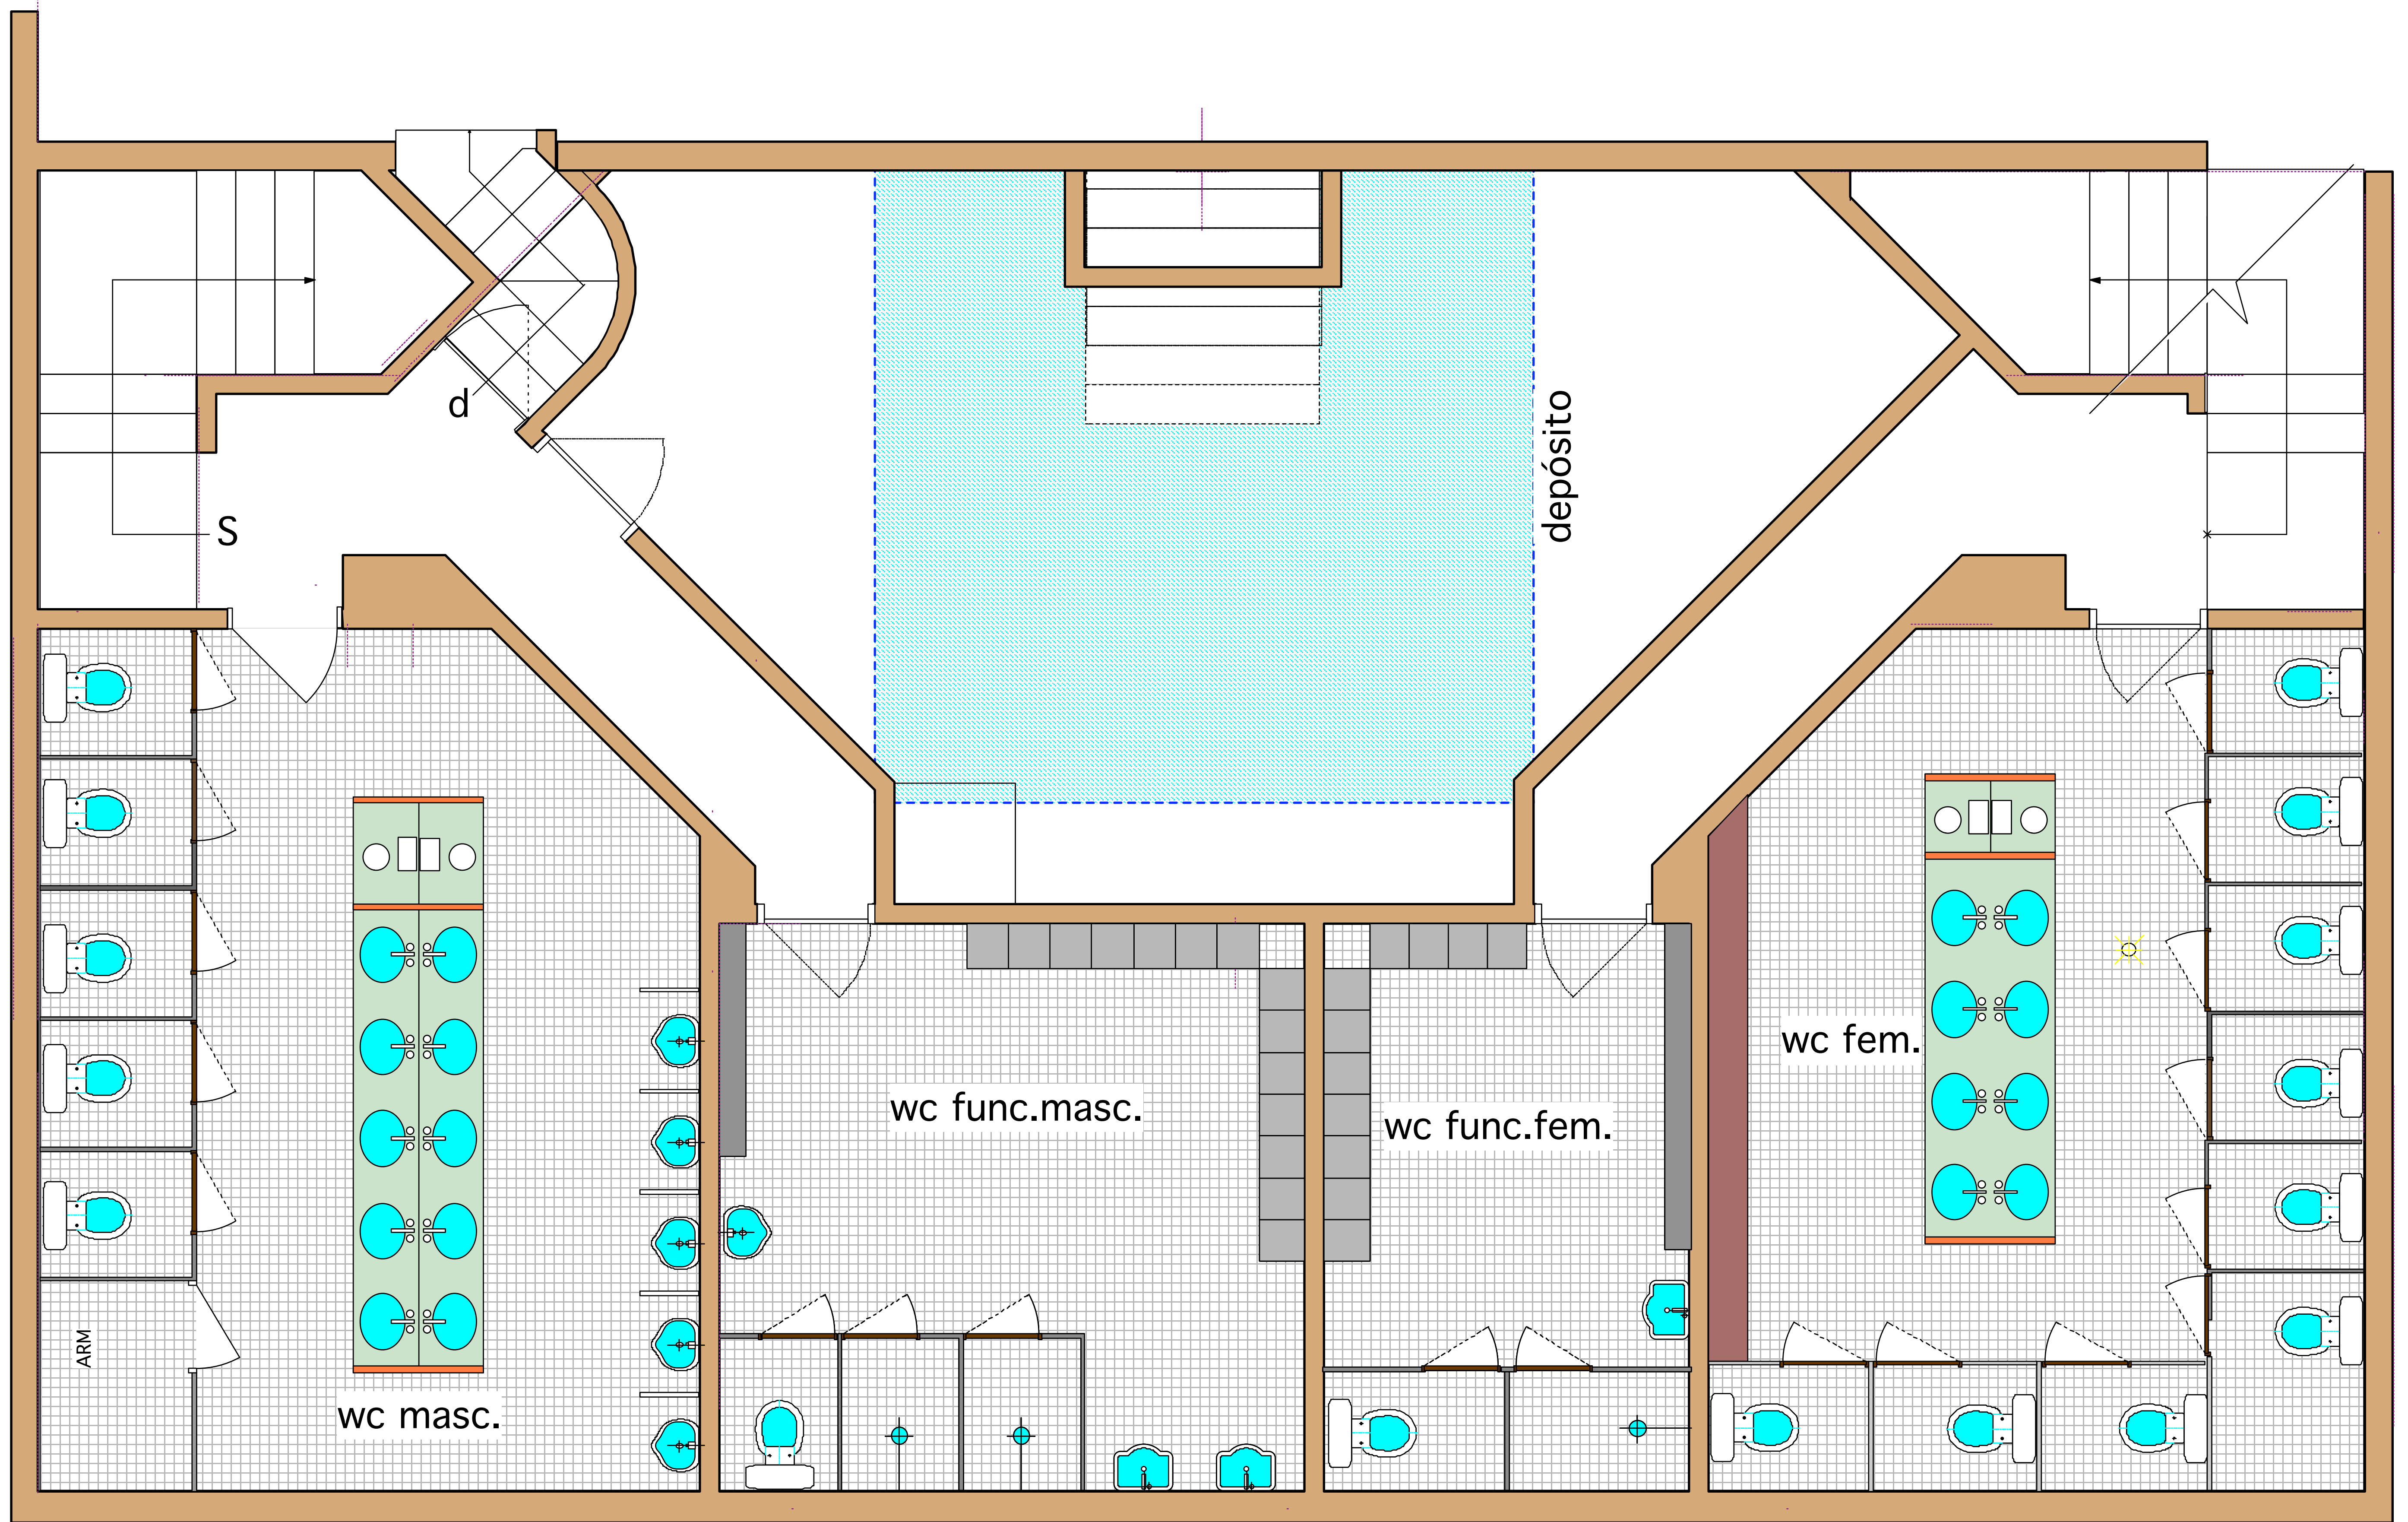 d
depósito
S
wc fem.
wc func.masc.
wc func.fem.
ARM
wc masc.